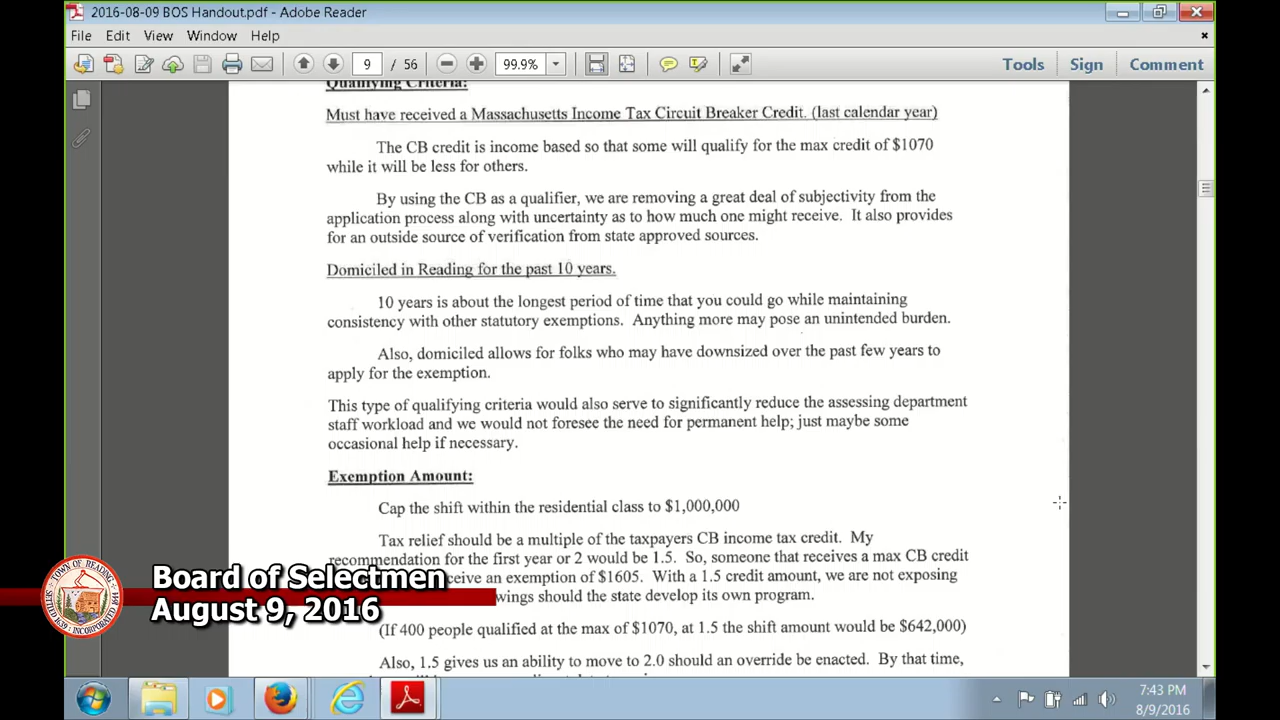 2016-08-09 BOS Handout.pdf - Adobe Reader
File Edit View Window Help
9 / 56 99.9% Tools Sign Comment
Qualifying Criteria:
Must have received a Massachusetts Income Tax Circuit Breaker Credit. (last calendar year)
The CB credit is income based so that some will qualify for the max credit of $1070
while it will be less for others.
By using the CB as a qualifier, we are removing a great deal of subjectivity from the
application process along with uncertainty as to how much one might receive. It also provides
for an outside source of verification from state approved sources.
Domiciled in Reading for the past 10 years.
10 years is about the longest period of time that you could go while maintaining
consistency with other statutory exemptions. Anything more may pose an unintended burden.
Also, domiciled allows for folks who may have downsized over the past few years to
apply for the exemption.
This type of qualifying criteria would also serve to significantly reduce the assessing department
staff workload and we would not foresee the need for permanent help; just maybe some
occasional help if necessary.
Exemption Amount:
Cap the shift within the residential class to $1,000,000
Tax relief should be a multiple of the taxpayers CB income tax credit. My
recommendation for the first year or 2 would be 1.5. So, someone that receives a max CB credit
eive an exemption of $1605. With a 1.5 credit amount, we are not exposing
wings should the state develop its own program.
(If 400 people qualified at the max of $1070, at 1.5 the shift amount would be $642,000)
Also, 1.5 gives us an ability to move to 2.0 should an override be enacted. By that time,
TOWN OF READING
Board of Selectmen
August 9, 2016
7:43 PM
8/9/2016